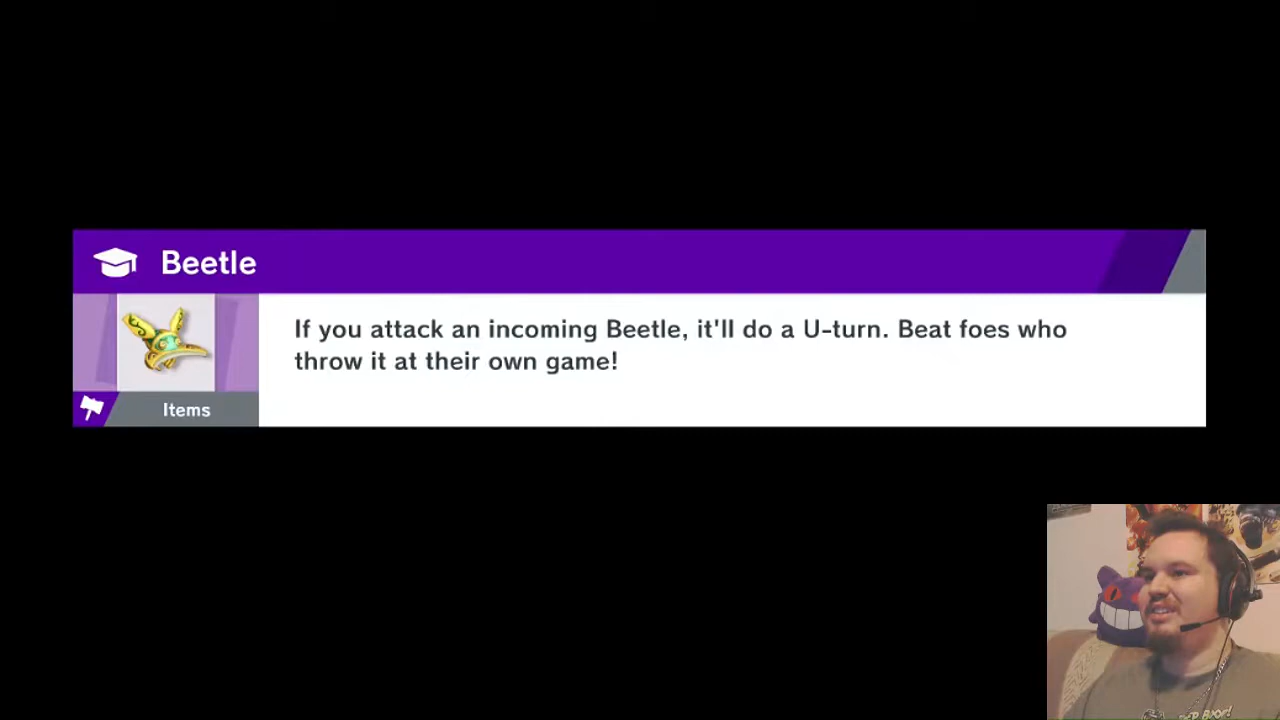 Beetle
If you attack an incoming Beetle, it'll do a U-turn. Beat foes who
throw it at their own game!
Items